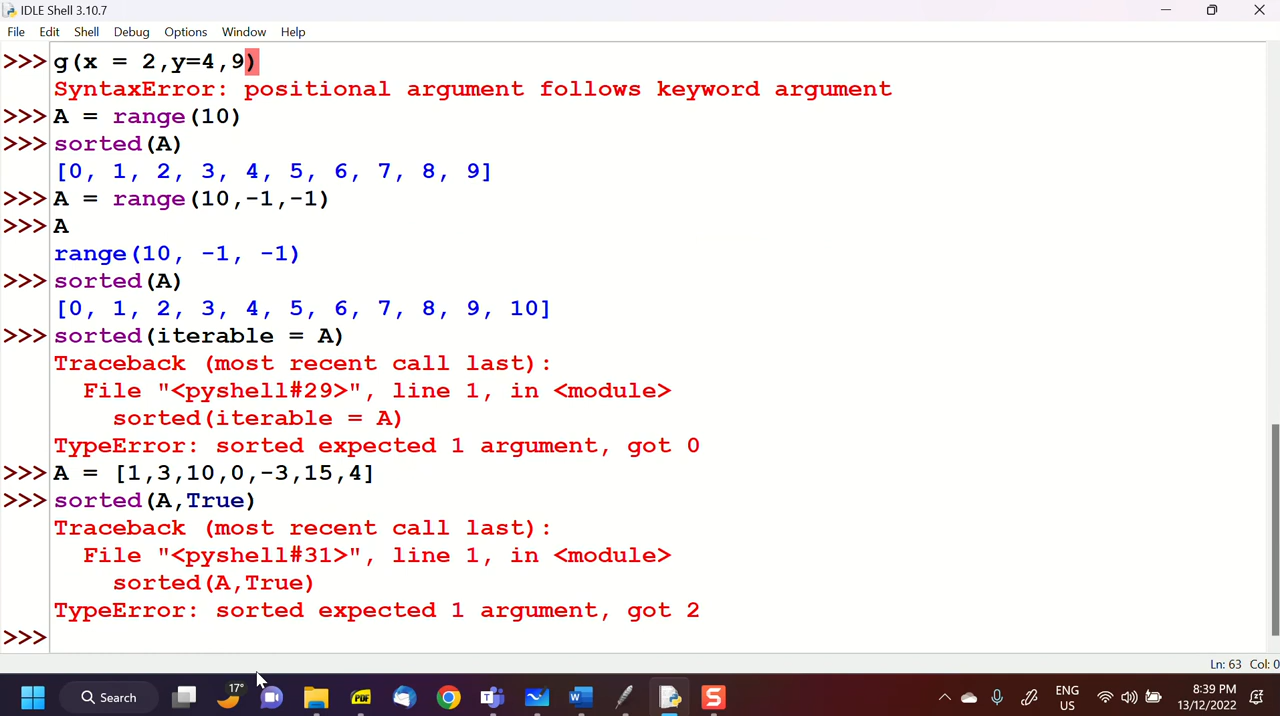 IDLE Shell 3.10.7
File Edit Shell Debug Options Window Help
>>> g(x = 2,y=4,9)
SyntaxError: positional argument follows keyword argument
>>> A = range(10)
>>> sorted(A)
[0, 1, 2, 3, 4, 5, 6, 7, 8, 9]
>>> A = range(10,-1,-1)
>>> A
range(10, -1, -1)
>>> sorted(A)
[0, 1, 2, 3, 4, 5, 6, 7, 8, 9, 10]
>>> sorted(iterable = A)
Traceback (most recent call last):
  File "<pyshell#29>", line 1, in <module>
    sorted(iterable = A)
TypeError: sorted expected 1 argument, got 0
>>> A = [1,3,10,0,-3,15,4]
>>> sorted(A,True)
Traceback (most recent call last):
  File "<pyshell#31>", line 1, in <module>
    sorted(A,True)
TypeError: sorted expected 1 argument, got 2
>>>
Ln: 63 Col: 0
Search 17° PDF W S ENG 8:39 PM
US 13/12/2022